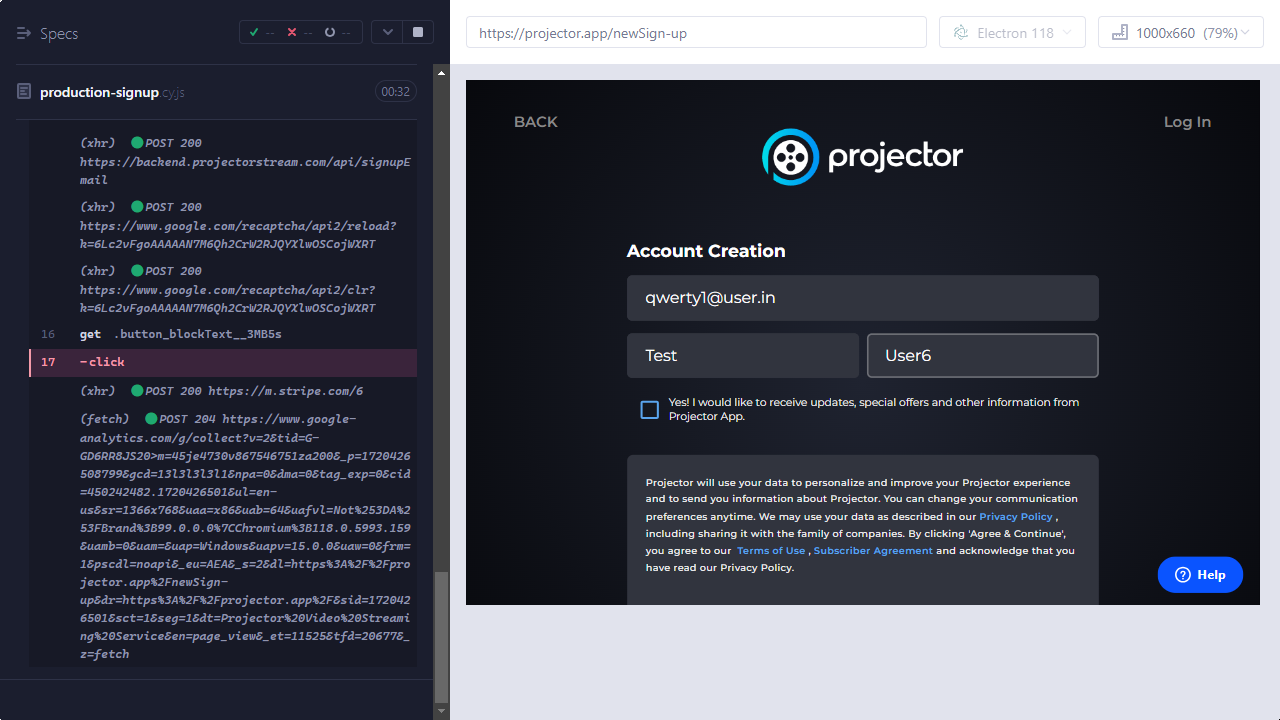 Specs
-- -- --
production-signup.cy.js
00:32
(xhr) POST 200
https://backend.projectorstream.com/api/signupE
mail
(xhr) POST 200
https://www.google.com/recaptcha/api2/reload?
k=6Lc2vFgoAAAAAN7M6Qh2CrW2RJQYXlwOSCojWXRT
(xhr) POST 200
https://www.google.com/recaptcha/api2/clr?
k=6Lc2vFgoAAAAAN7M6Qh2CrW2RJQYXlwOSCojWXRT
16 get .button_blockText__3MB5s
17 -click
(xhr) POST 200 https://m.stripe.com/6
(fetch) POST 204 https://www.google-
analytics.com/g/collect?v=2&tid=G-
GD6RR8JS20>m=45je4730v867546751za200&_p=1720426
508799&gcd=13l3l3l3l1&npa=0&dma=0&tag_exp=0&cid
=450242482.1720426501&ul=en-
us&sr=1366x768&uaa=x86&uab=64&uafvl=Not%253DA%2
53FBrand%3B99.0.0.0%7CChromium%3B118.0.5993.159
&uamb=0&uam=&uap=Windows&uapv=15.0.0&uaw=0&frm=
1&pscdl=noapi&_eu=AEA&_s=2&dl=https%3A%2F%2Fpro
jector.app%2FnewSign-
up&dr=https%3A%2F%2Fprojector.app%2F&sid=172042
6501&sct=1&seg=1&dt=Projector%20Video%20Streami
ng%20Service&en=page_view&_et=11525&tfd=20677&_
z=fetch
https://projector.app/newSign-up
Electron 118
1000x660 (79%)
BACK
Log In
projector
Account Creation
qwerty1@user.in
Test
User6
Yes! I would like to receive updates, special offers and other information from
Projector App.
Projector will use your data to personalize and improve your Projector experience
and to send you information about Projector. You can change your communication
preferences anytime. We may use your data as described in our Privacy Policy ,
including sharing it with the family of companies. By clicking 'Agree & Continue',
you agree to our Terms of Use , Subscriber Agreement and acknowledge that you
have read our Privacy Policy.
Help